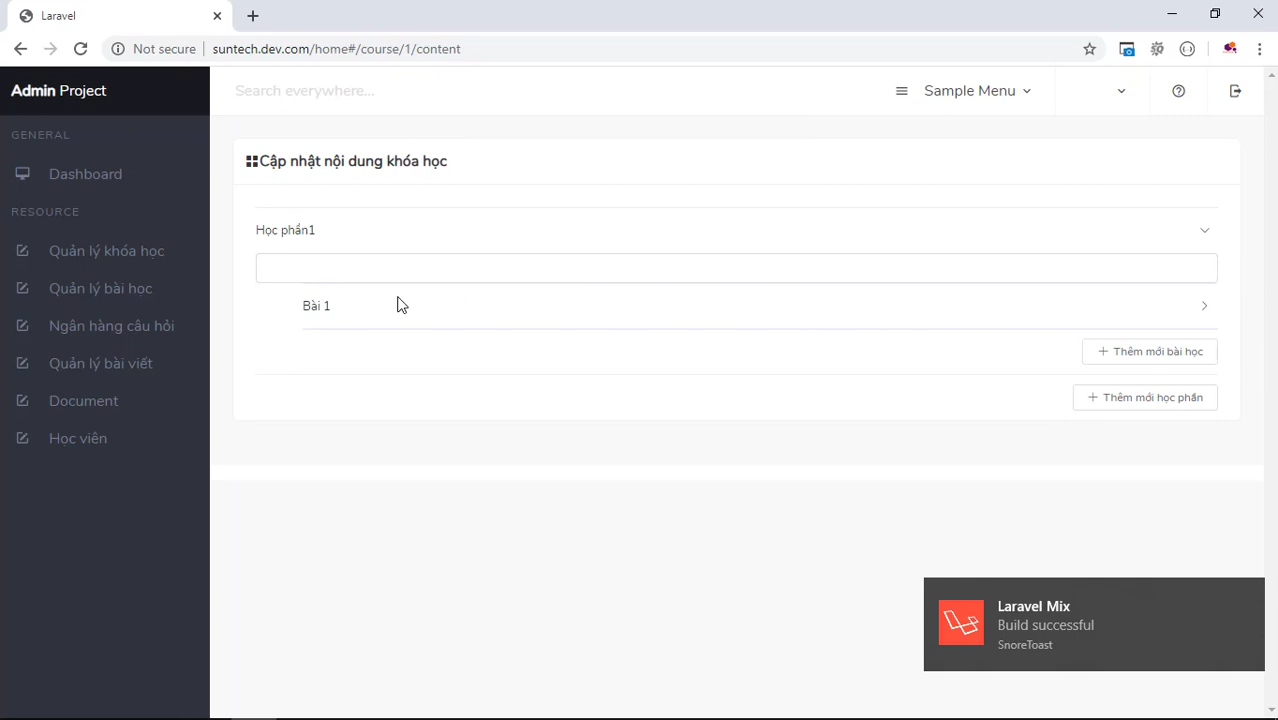 Laravel
Not secure
suntech.dev.com/home#/course/1/content
Admin Project
Search everywhere...
Sample Menu
GENERAL
Dashboard
RESOURCE
Quản lý khóa học
Quản lý bài học
Ngân hàng câu hỏi
Quản lý bài viết
Document
Học viên
Cập nhật nội dung khóa học
Học phần1
Bài 1
Thêm mới bài học
Thêm mới học phần
Laravel Mix
Build successful
SnoreToast